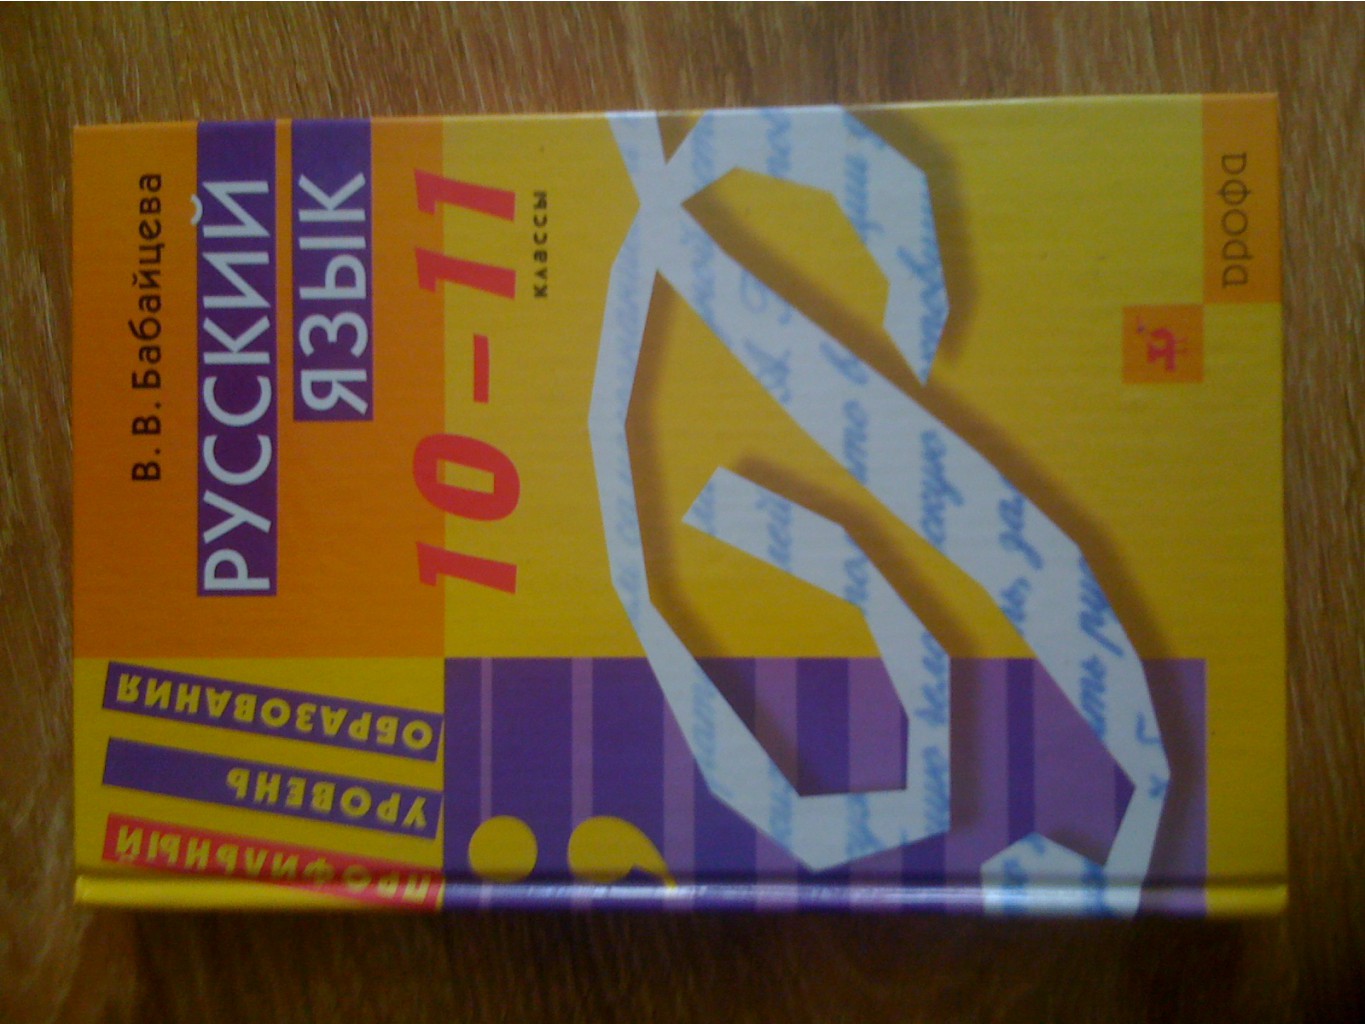 В. В. Бабайцева
РУССКИЙ
ЯЗЫК
10–11
классы
ПРОФИЛЬНЫЙ
УРОВЕНЬ
ОБРАЗОВАНИЯ
дрофа